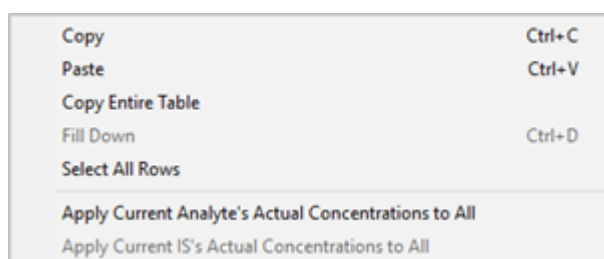 Copy Ctrl+C
Paste Ctrl+V
Copy Entire Table
Fill Down Ctrl+D
Select All Rows
Apply Current Analyte's Actual Concentrations to All
Apply Current IS's Actual Concentrations to All